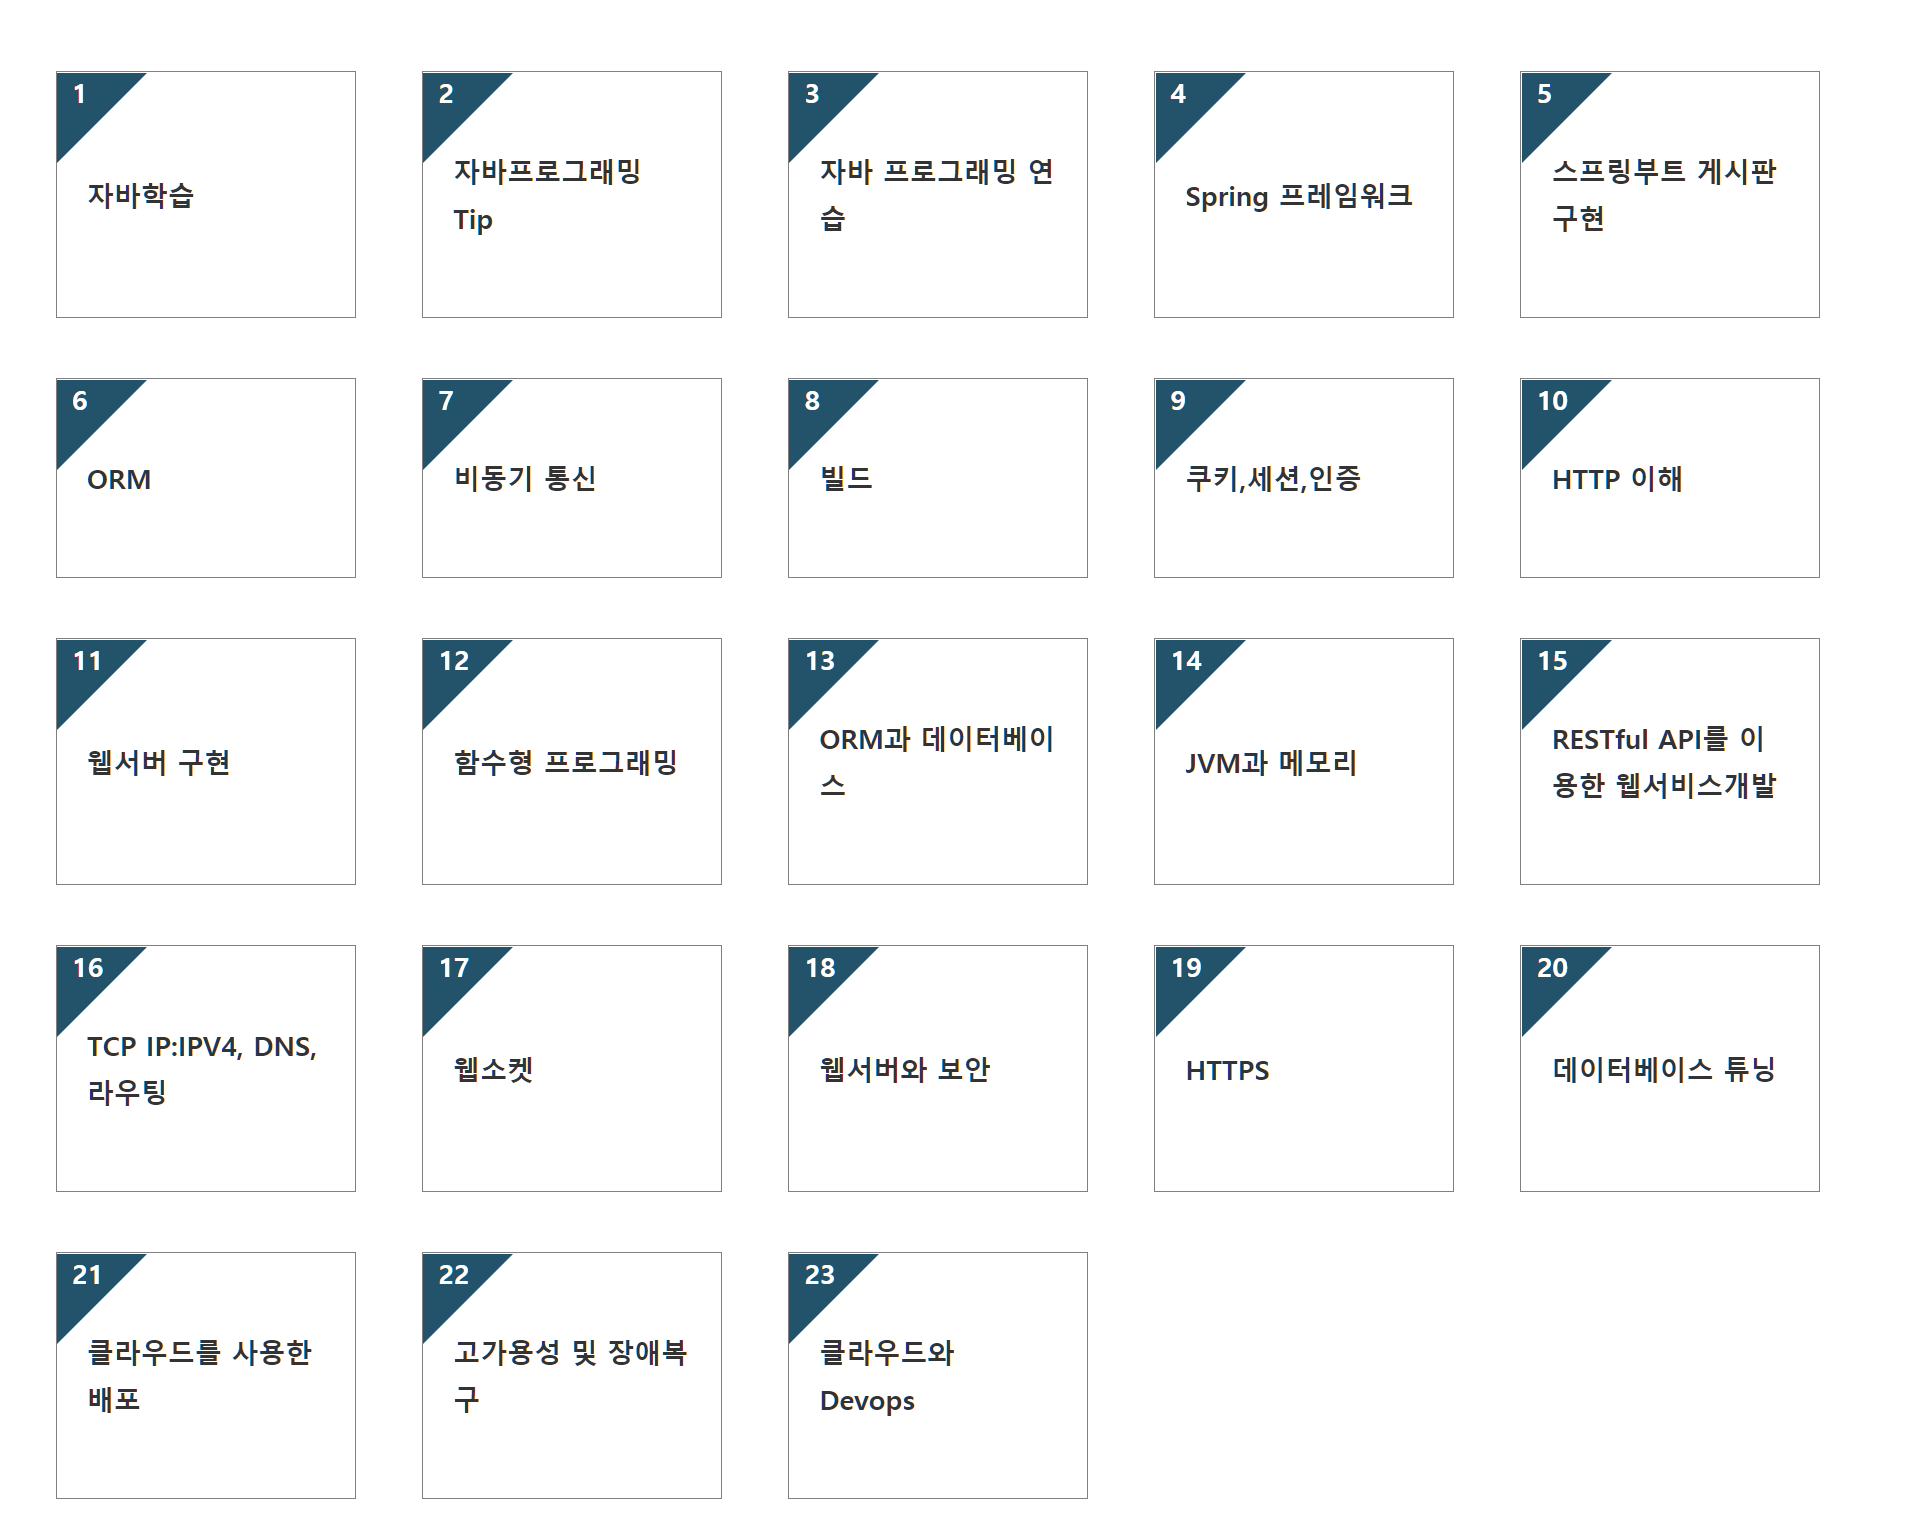 1
자바학습
2
자바프로그래밍
Tip
3
자바 프로그래밍 연
습
4
Spring 프레임워크
5
스프링부트 게시판
구현
6
ORM
7
비동기 통신
8
빌드
9
쿠키,세션,인증
10
HTTP 이해
11
웹서버 구현
12
함수형 프로그래밍
13
ORM과 데이터베이
스
14
JVM과 메모리
15
RESTful API를 이
용한 웹서비스개발
16
TCP IP:IPV4, DNS,
라우팅
17
웹소켓
18
웹서버와 보안
19
HTTPS
20
데이터베이스 튜닝
21
클라우드를 사용한
배포
22
고가용성 및 장애복
구
23
클라우드와
Devops